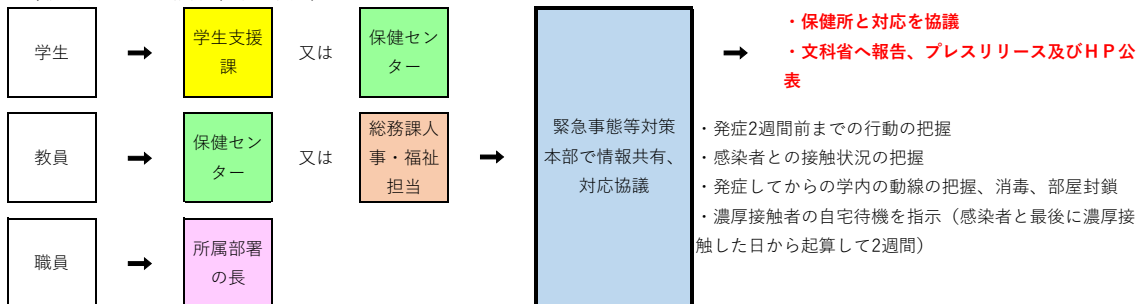 学生
➡
学生支援
課
又は
保健セン
ター
➡
・保健所と対応を協議
・文科省へ報告、プレスリリース及びHP公
表
教員
➡
保健セン
ター
又は
総務課人
事・福祉
担当
➡
緊急事態等対策
本部で情報共有、
対応協議
・発症2週間前までの行動の把握
・感染者との接触状況の把握
・発症してからの学内の動線の把握、消毒、部屋封鎖
・濃厚接触者の自宅待機を指示（感染者と最後に濃厚接
触した日から起算して2週間）
職員
➡
所属部署
の長